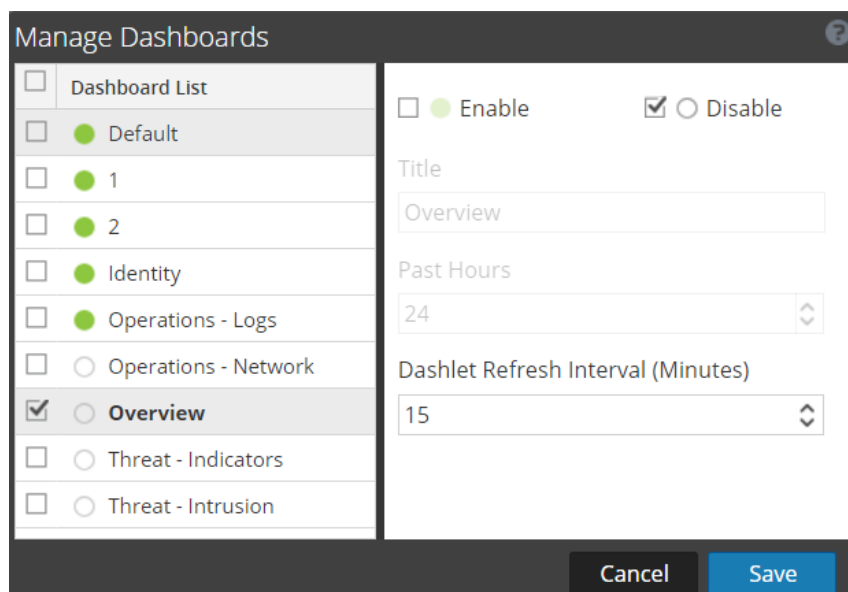 Manage Dashboards
?
Dashboard List
Default
1
2
Identity
Operations - Logs
Operations - Network
Overview
Threat - Indicators
Threat - Intrusion
Enable
Disable
Title
Overview
Past Hours
24
Dashlet Refresh Interval (Minutes)
15
Cancel
Save